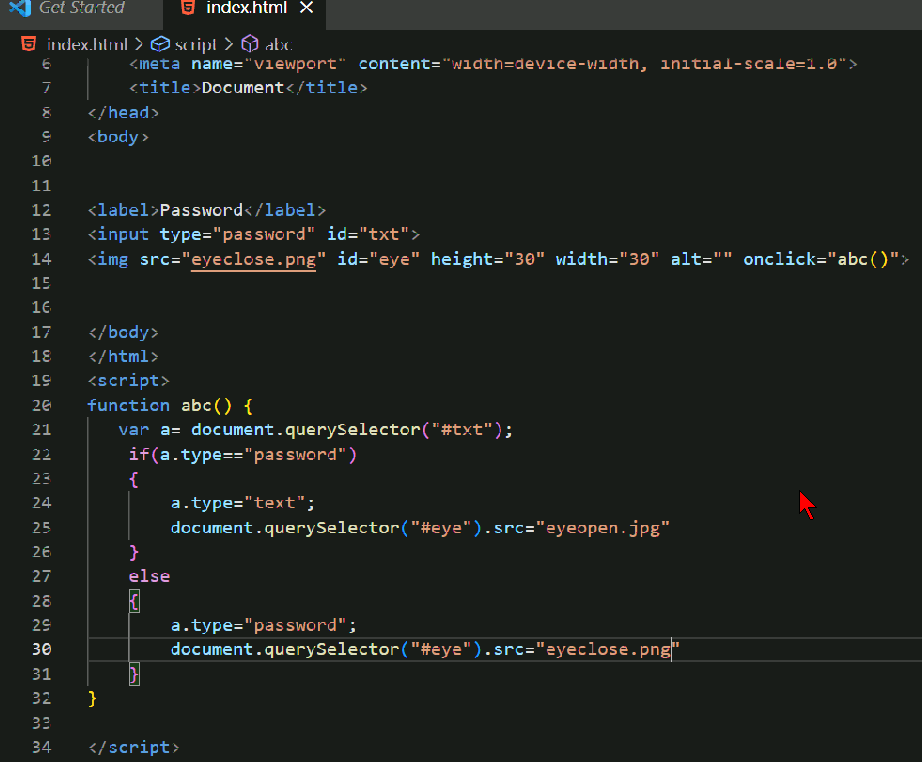 Get Started
index.html
index.html > script > abc
6 <meta name="viewport" content="width=device-width, initial-scale=1.0">
7 <title>Document</title>
8 </head>
9 <body>
10
11
12 <label>Password</label>
13 <input type="password" id="txt">
14 <img src="eyeclose.png" id="eye" height="30" width="30" alt="" onclick="abc()">
15
16
17 </body>
18 </html>
19 <script>
20 function abc() {
21 var a= document.querySelector("#txt");
22 if(a.type=="password")
23 {
24 a.type="text";
25 document.querySelector("#eye").src="eyeopen.jpg"
26 }
27 else
28 {
29 a.type="password";
30 document.querySelector("#eye").src="eyeclose.png"
31 }
32 }
33
34 </script>